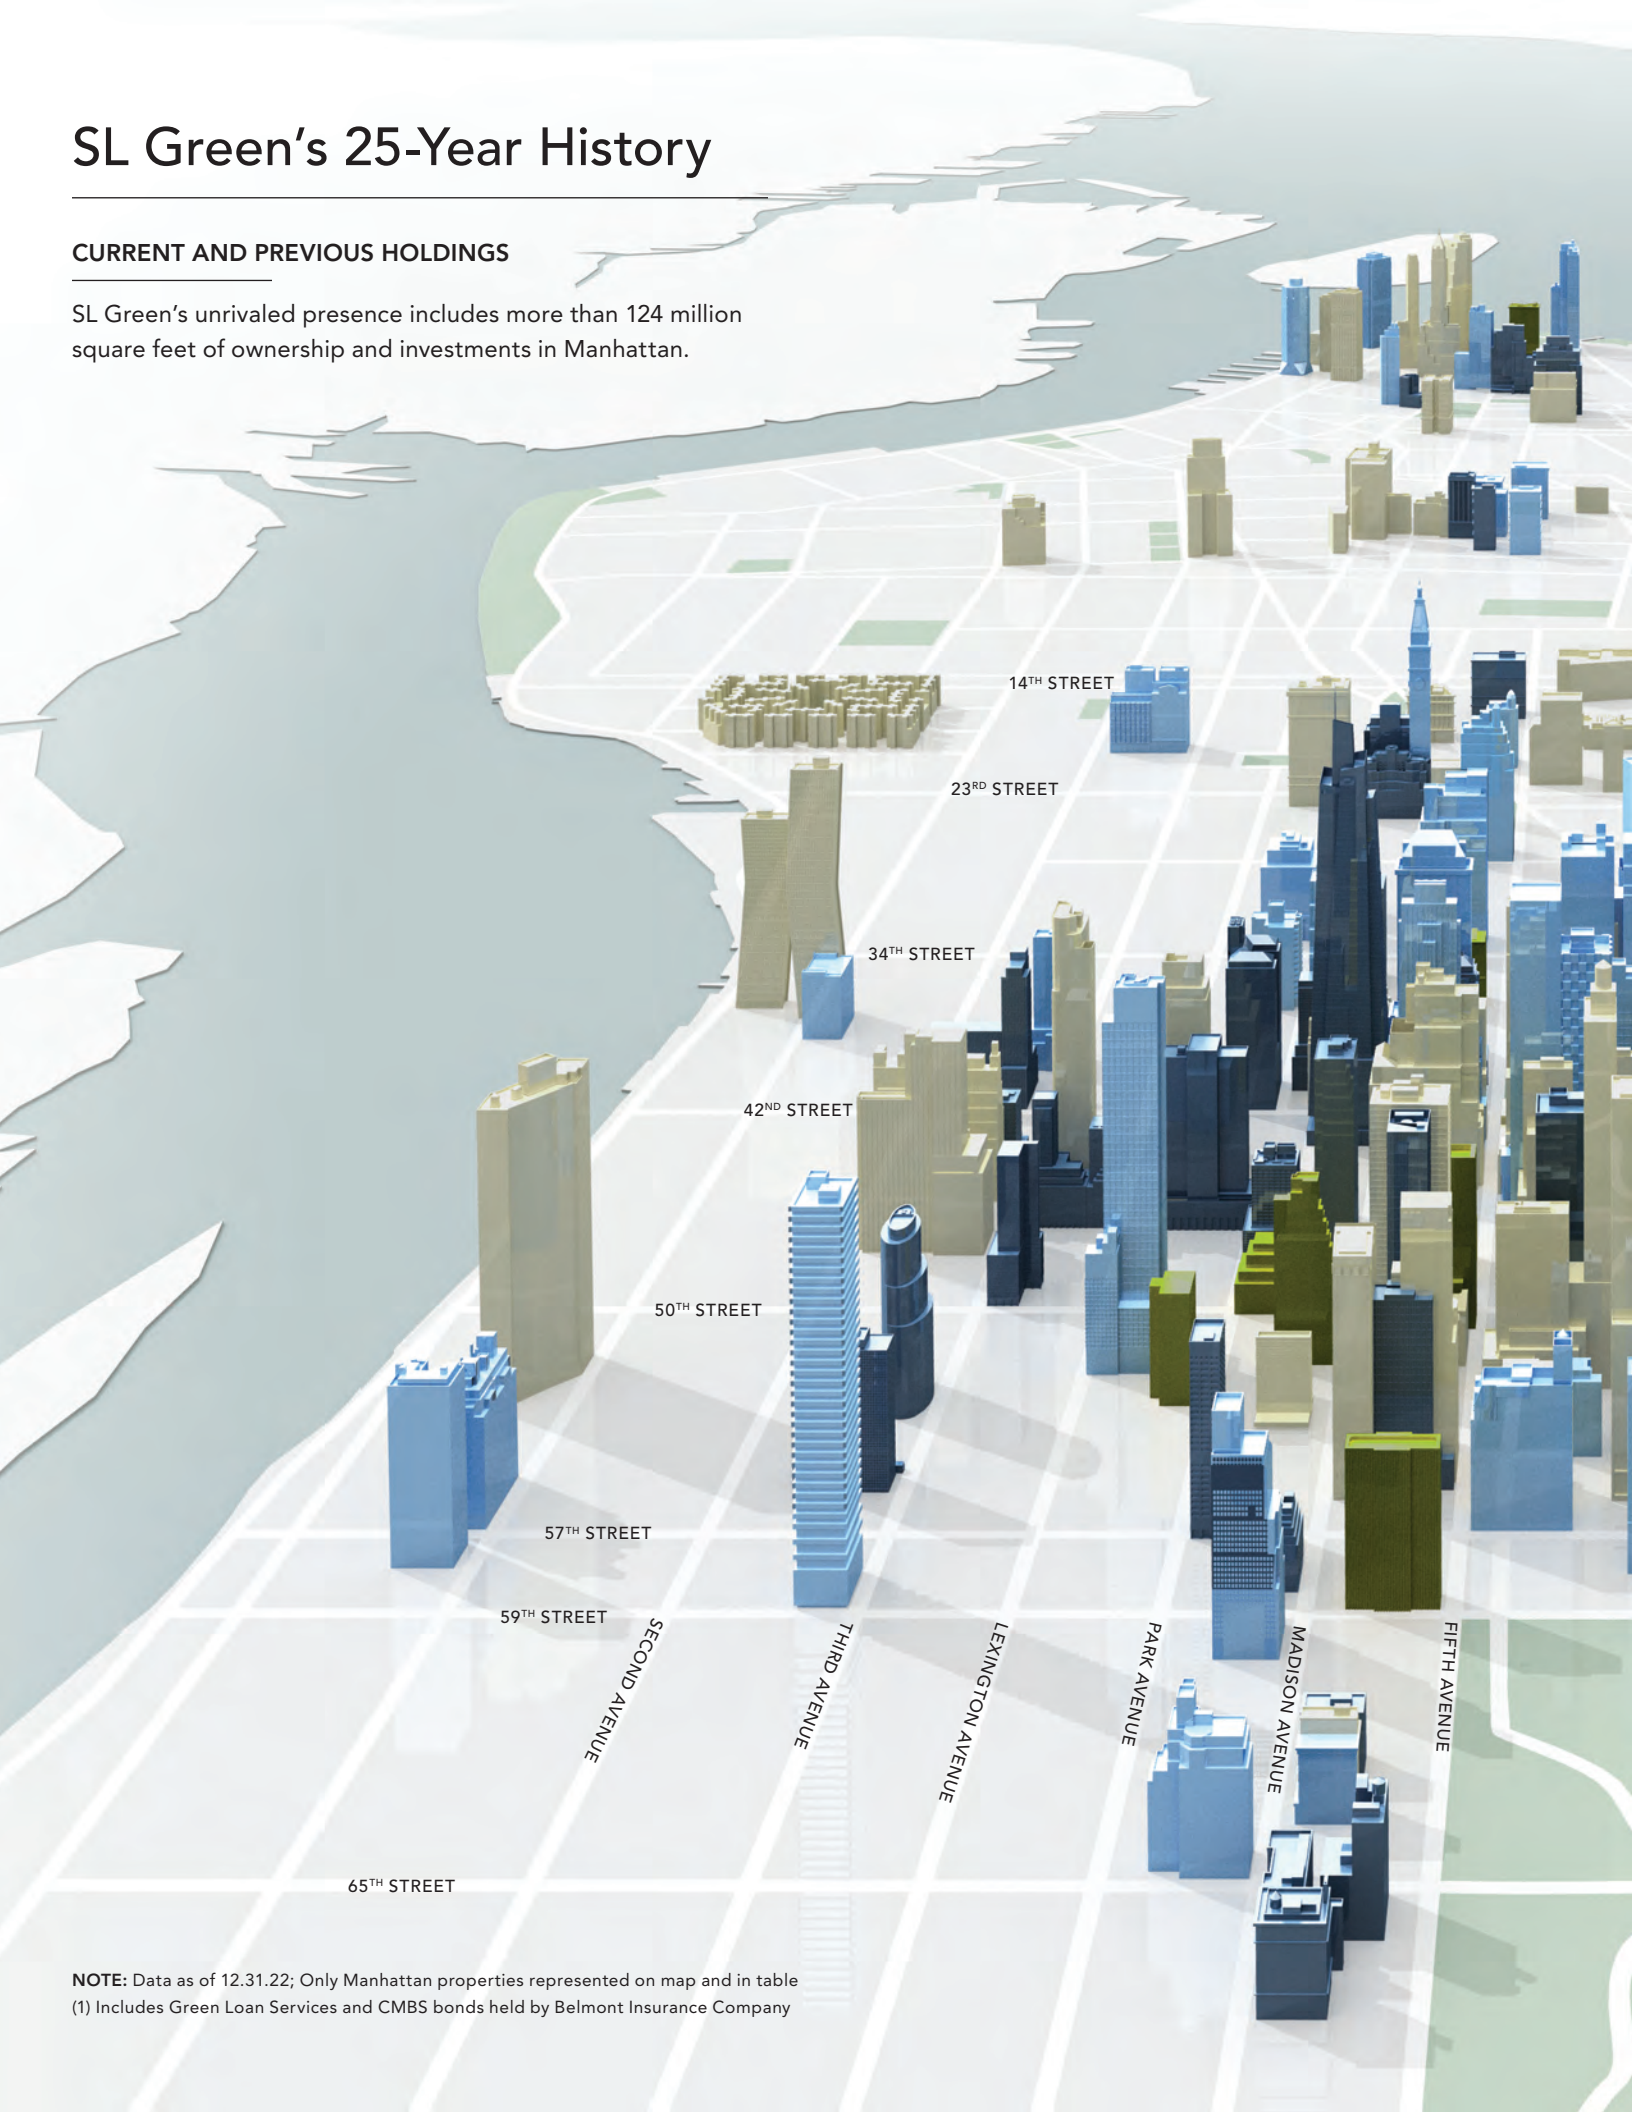 SL Green’s 25-Year History
CURRENT AND PREVIOUS HOLDINGS
SL Green’s unrivaled presence includes more than 124 million
square feet of ownership and investments in Manhattan.
14TH STREET
23RD STREET
34TH STREET
42ND STREET
50TH STREET
57TH STREET
59TH STREET
SECOND AVENUE
THIRD AVENUE
LEXINGTON AVENUE
PARK AVENUE
MADISON AVENUE
FIFTH AVENUE
65TH STREET
NOTE: Data as of 12.31.22; Only Manhattan properties represented on map and in table
(1) Includes Green Loan Services and CMBS bonds held by Belmont Insurance Company